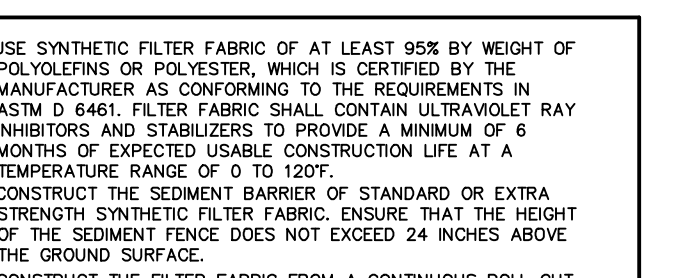 USE SYNTHETIC FILTER FABRIC OF AT LEAST 95% BY WEIGHT OF
POLYOLEFINS OR POLYESTER, WHICH IS CERTIFIED BY THE
MANUFACTURER AS CONFORMING TO THE REQUIREMENTS IN
ASTM D 6461. FILTER FABRIC SHALL CONTAIN ULTRAVIOLET RAY
INHIBITORS AND STABILIZERS TO PROVIDE A MINIMUM OF 6
MONTHS OF EXPECTED USABLE CONSTRUCTION LIFE AT A
TEMPERATURE RANGE OF 0 TO 120°F.
CONSTRUCT THE SEDIMENT BARRIER OF STANDARD OR EXTRA
STRENGTH SYNTHETIC FILTER FABRIC. ENSURE THAT THE HEIGHT
OF THE SEDIMENT FENCE DOES NOT EXCEED 24 INCHES ABOVE
THE GROUND SURFACE.
CONSTRUCT THE FILTER FABRIC FROM A CONTINUOUS ROLL CUT